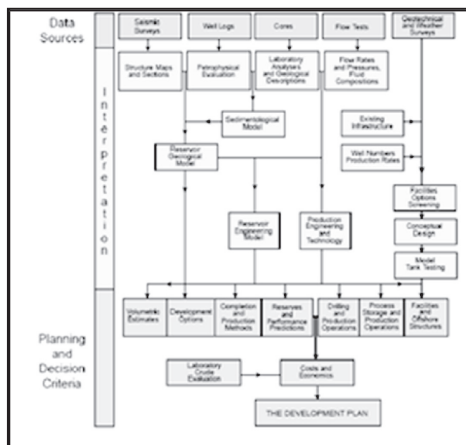 Data
Sources
Seismic
Surveys
Well Logs
Cores
Flow Tests
Geotechnical
and Weather
Surveys
Interpretation
Structure Maps
and Sections
Petrophysical
Evaluation
Laboratory
Analyses
and Geological
Descriptions
Flow Rates
and Pressures,
Fluid
Compositions
Sedimentological
Model
Existing
Infrastructure
Reservoir
Geological
Model
Well Numbers
Production Rates
Facilities
Options
Screening
Reservoir
Engineering
Model
Production
Engineering
and
Technology
Conceptual
Design
Model
Tank Testing
Planning
and
Decision
Criteria
Volumetric
Estimates
Development
Options
Completion
and
Production
Methods
Reserves
and
Performance
Predictions
Drilling
and
Production
Operations
Process
Storage and
Production
Operations
Facilities
and
Offshore
Structures
Laboratory
Crude
Evaluation
Costs and
Economics
THE DEVELOPMENT PLAN